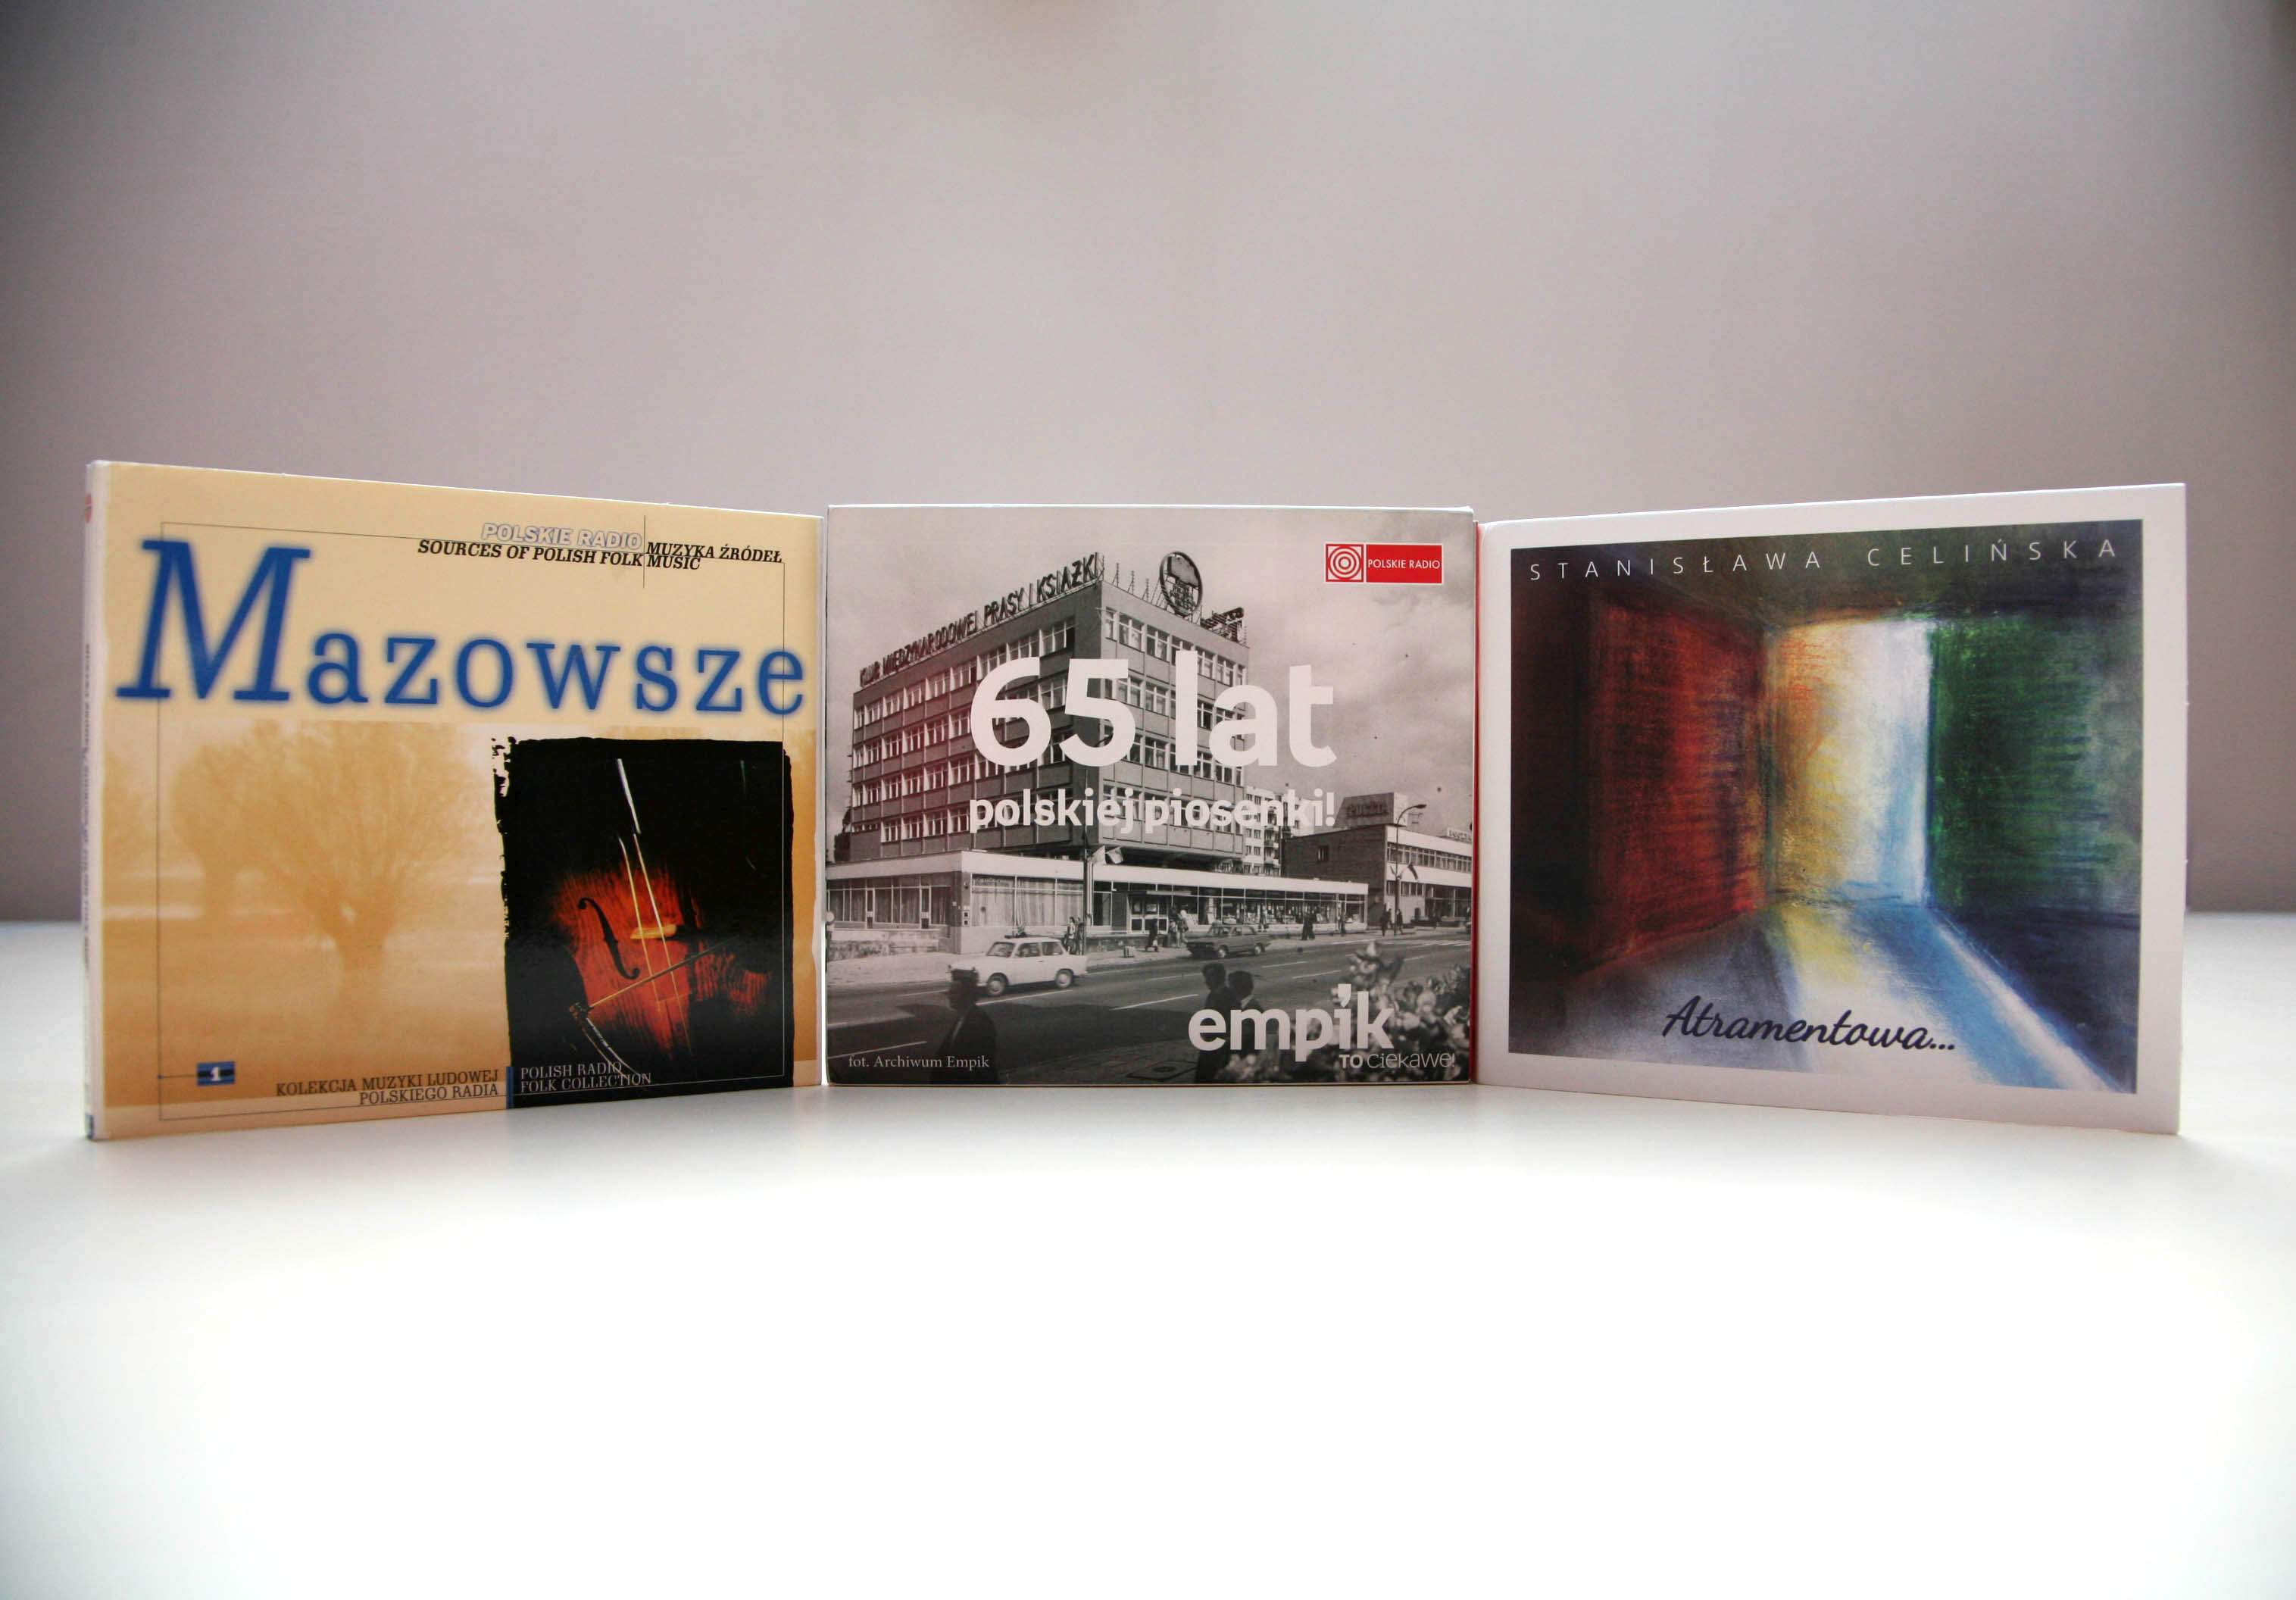 POLSKIE RADIO
MUZYKA ŹRÓDEŁ
SOURCES OF POLISH FOLK MUSIC
Mazowsze
1
KOLEKCJA MUZYKI LUDOWEJ
POLSKIEGO RADIA
POLISH RADIO
FOLK COLLECTION
POLSKIE RADIO
KLUB MIĘDZYNARODOWEJ PRASY I KSIĄŻKI
65 lat
polskiej piosenki!
empik
TO CIEKAWE!
fot. Archiwum Empik
STANISŁAWA CELIŃSKA
Atramentowa...